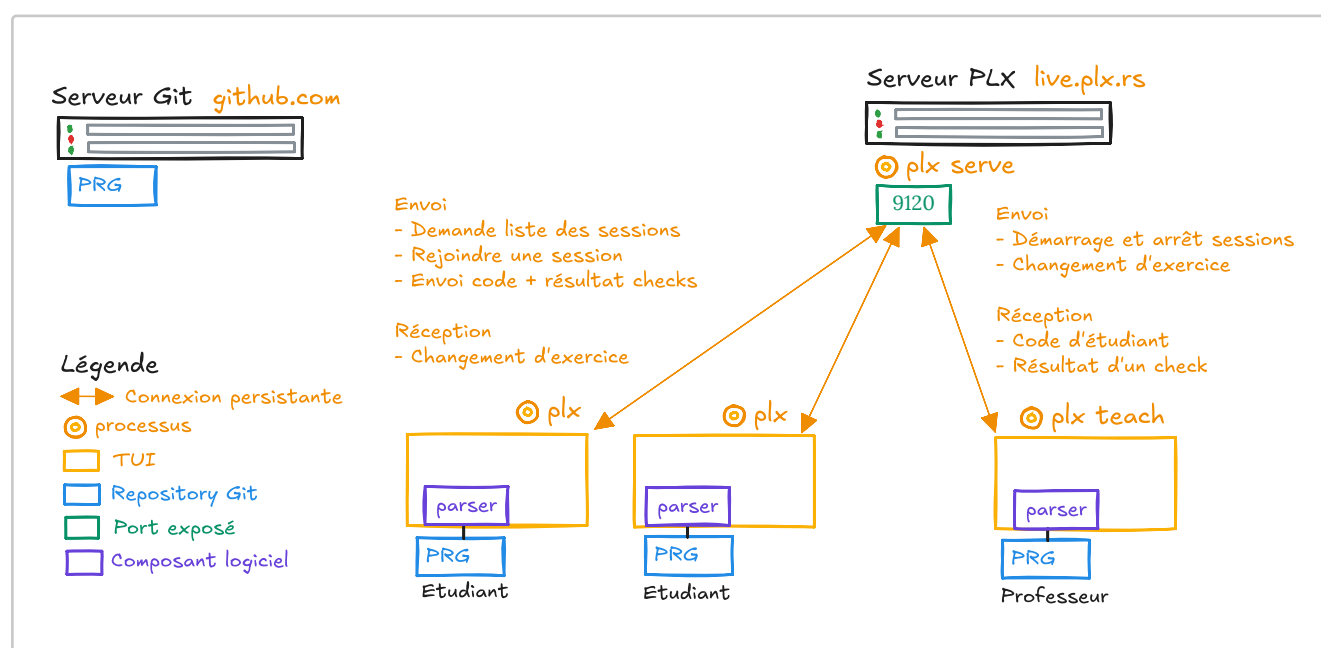 Serveur Git github.com
PRG
Serveur PLX live.plx.rs
plx serve
9120
Envoi
- Demande liste des sessions
- Rejoindre une session
- Envoi code + résultat checks
Réception
- Changement d'exercice
Envoi
- Démarrage et arrêt sessions
- Changement d'exercice
Réception
- Code d'étudiant
- Résultat d'un check
Légende
Connexion persistante
processus
TUI
Repository Git
Port exposé
Composant logiciel
plx
parser
PRG
Etudiant
plx
parser
PRG
Etudiant
plx teach
parser
PRG
Professeur